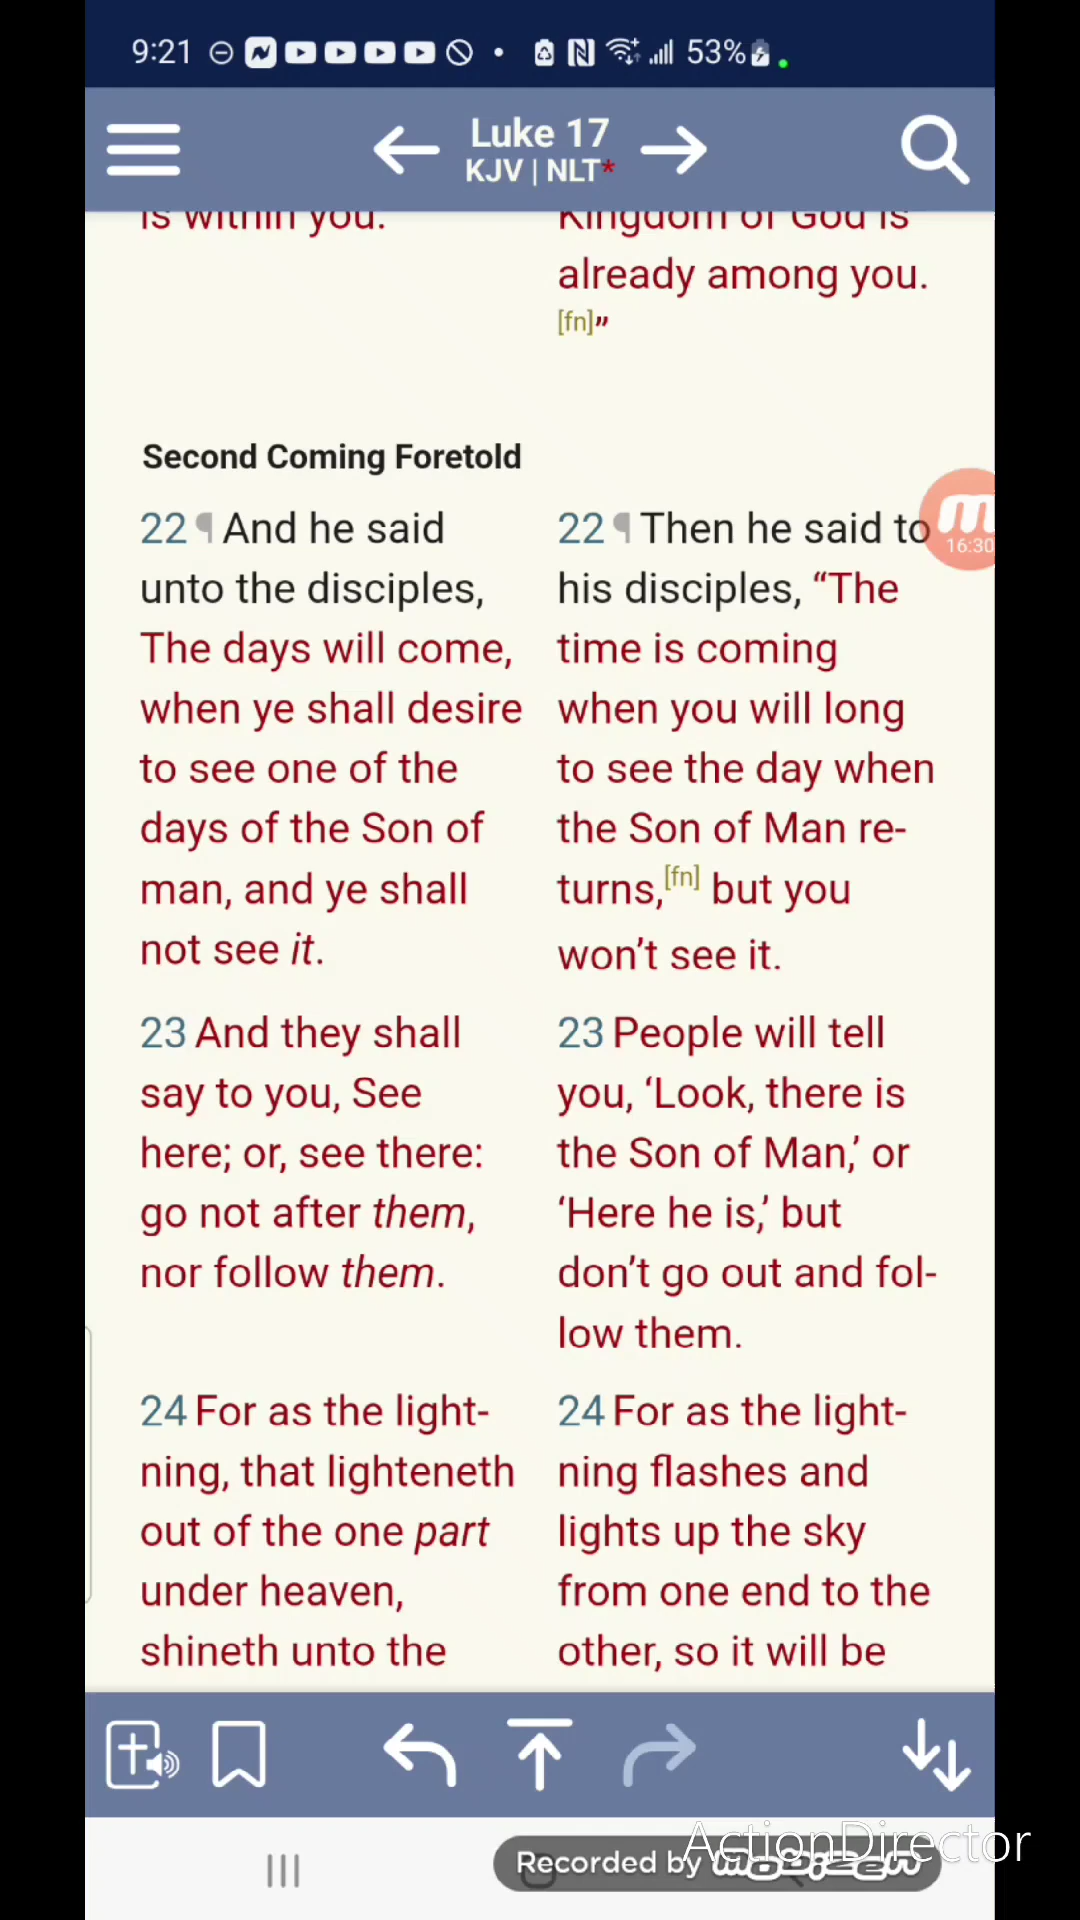 9:21
53%
Luke 17
KJV | NLT*
is within you.
Kingdom of God is
already among you.
[fn]”
Second Coming Foretold
22 ¶ And he said
unto the disciples,
The days will come,
when ye shall desire
to see one of the
days of the Son of
man, and ye shall
not see it.
23 And they shall
say to you, See
here; or, see there:
go not after them,
nor follow them.
24 For as the light-
ning, that lighteneth
out of the one part
under heaven,
shineth unto the
22 ¶ Then he said to
his disciples, “The
time is coming
when you will long
to see the day when
the Son of Man re-
turns,[fn] but you
won’t see it.
23 People will tell
you, ‘Look, there is
the Son of Man,’ or
‘Here he is,’ but
don’t go out and fol-
low them.
24 For as the light-
ning flashes and
lights up the sky
from one end to the
other, so it will be
16:30
ActionDirector
Recorded by mobizen